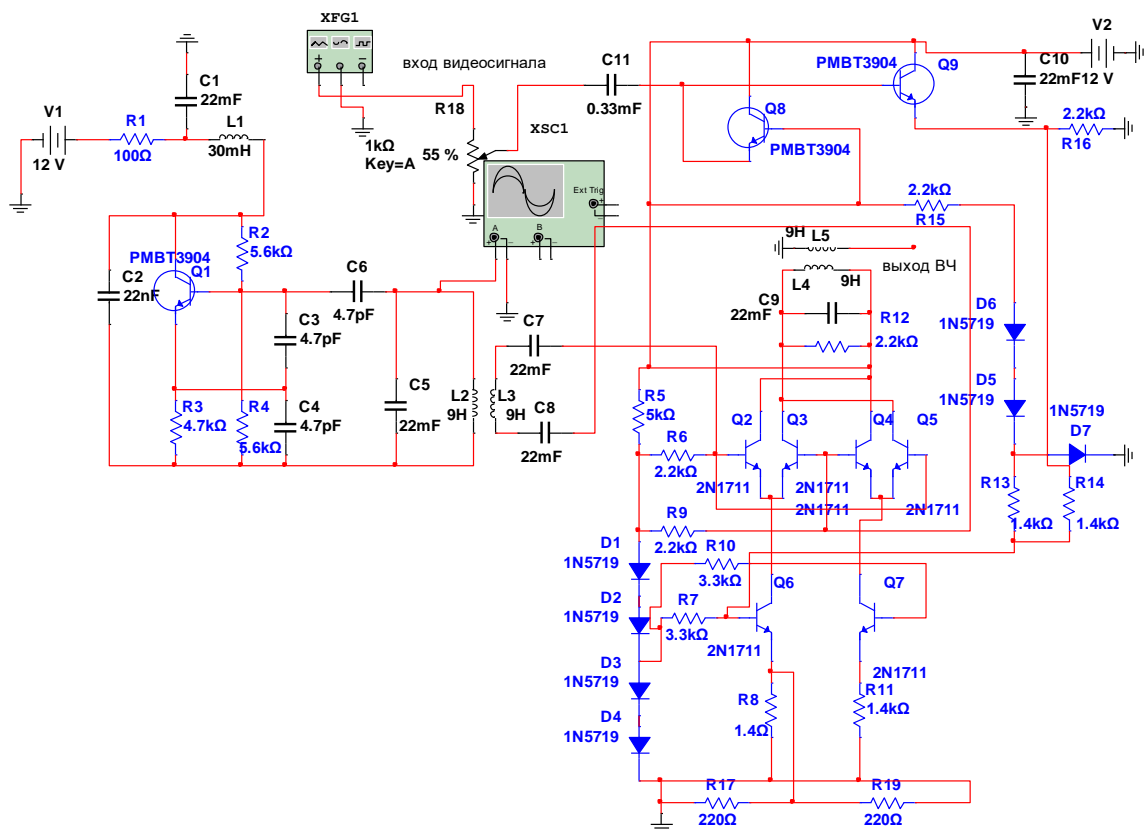 XFG1
вход видеосигнала
C11
0.33mF
V2
12 V
C10
22mF
PMBT3904
Q9
Q8
PMBT3904
2.2kΩ
R16
C1
22mF
V1
12 V
R1
100Ω
L1
30mH
R18
1kΩ
Key=A
55 %
XSC1
Ext Trig
+
A
B
2.2kΩ
R15
9H
L5
выход ВЧ
L4
9H
C9
22mF
R12
2.2kΩ
D6
1N5719
D5
1N5719
1N5719
D7
R13
1.4kΩ
R14
1.4kΩ
R2
5.6kΩ
PMBT3904
Q1
C2
22nF
C6
4.7pF
C3
4.7pF
R3
4.7kΩ
R4
5.6kΩ
C4
4.7pF
C5
22mF
L2
9H
L3
9H
C7
22mF
C8
22mF
R5
5kΩ
R6
2.2kΩ
Q2
Q3
Q4
Q5
2N1711
2N1711
2N1711
2N1711
R9
2.2kΩ
D1
1N5719
R10
3.3kΩ
D2
1N5719
R7
3.3kΩ
Q6
2N1711
Q7
2N1711
D3
1N5719
R8
1.4Ω
R11
1.4kΩ
D4
1N5719
R17
220Ω
R19
220Ω